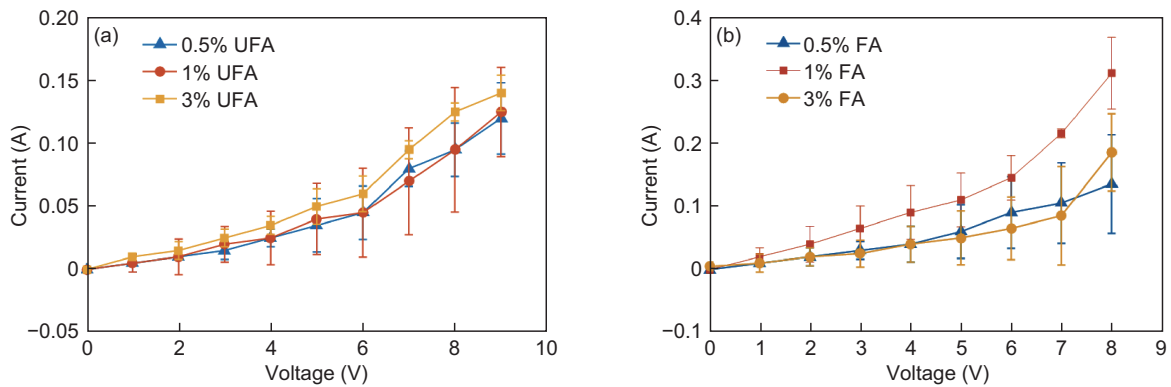 (a)
0.5% UFA
1% UFA
3% UFA
Current (A)
0.20
0.15
0.10
0.05
0
−0.05
0 2 4 6 8 10
Voltage (V)
(b)
0.5% FA
1% FA
3% FA
Current (A)
0.4
0.3
0.2
0.1
0
−0.1
0 1 2 3 4 5 6 7 8 9
Voltage (V)